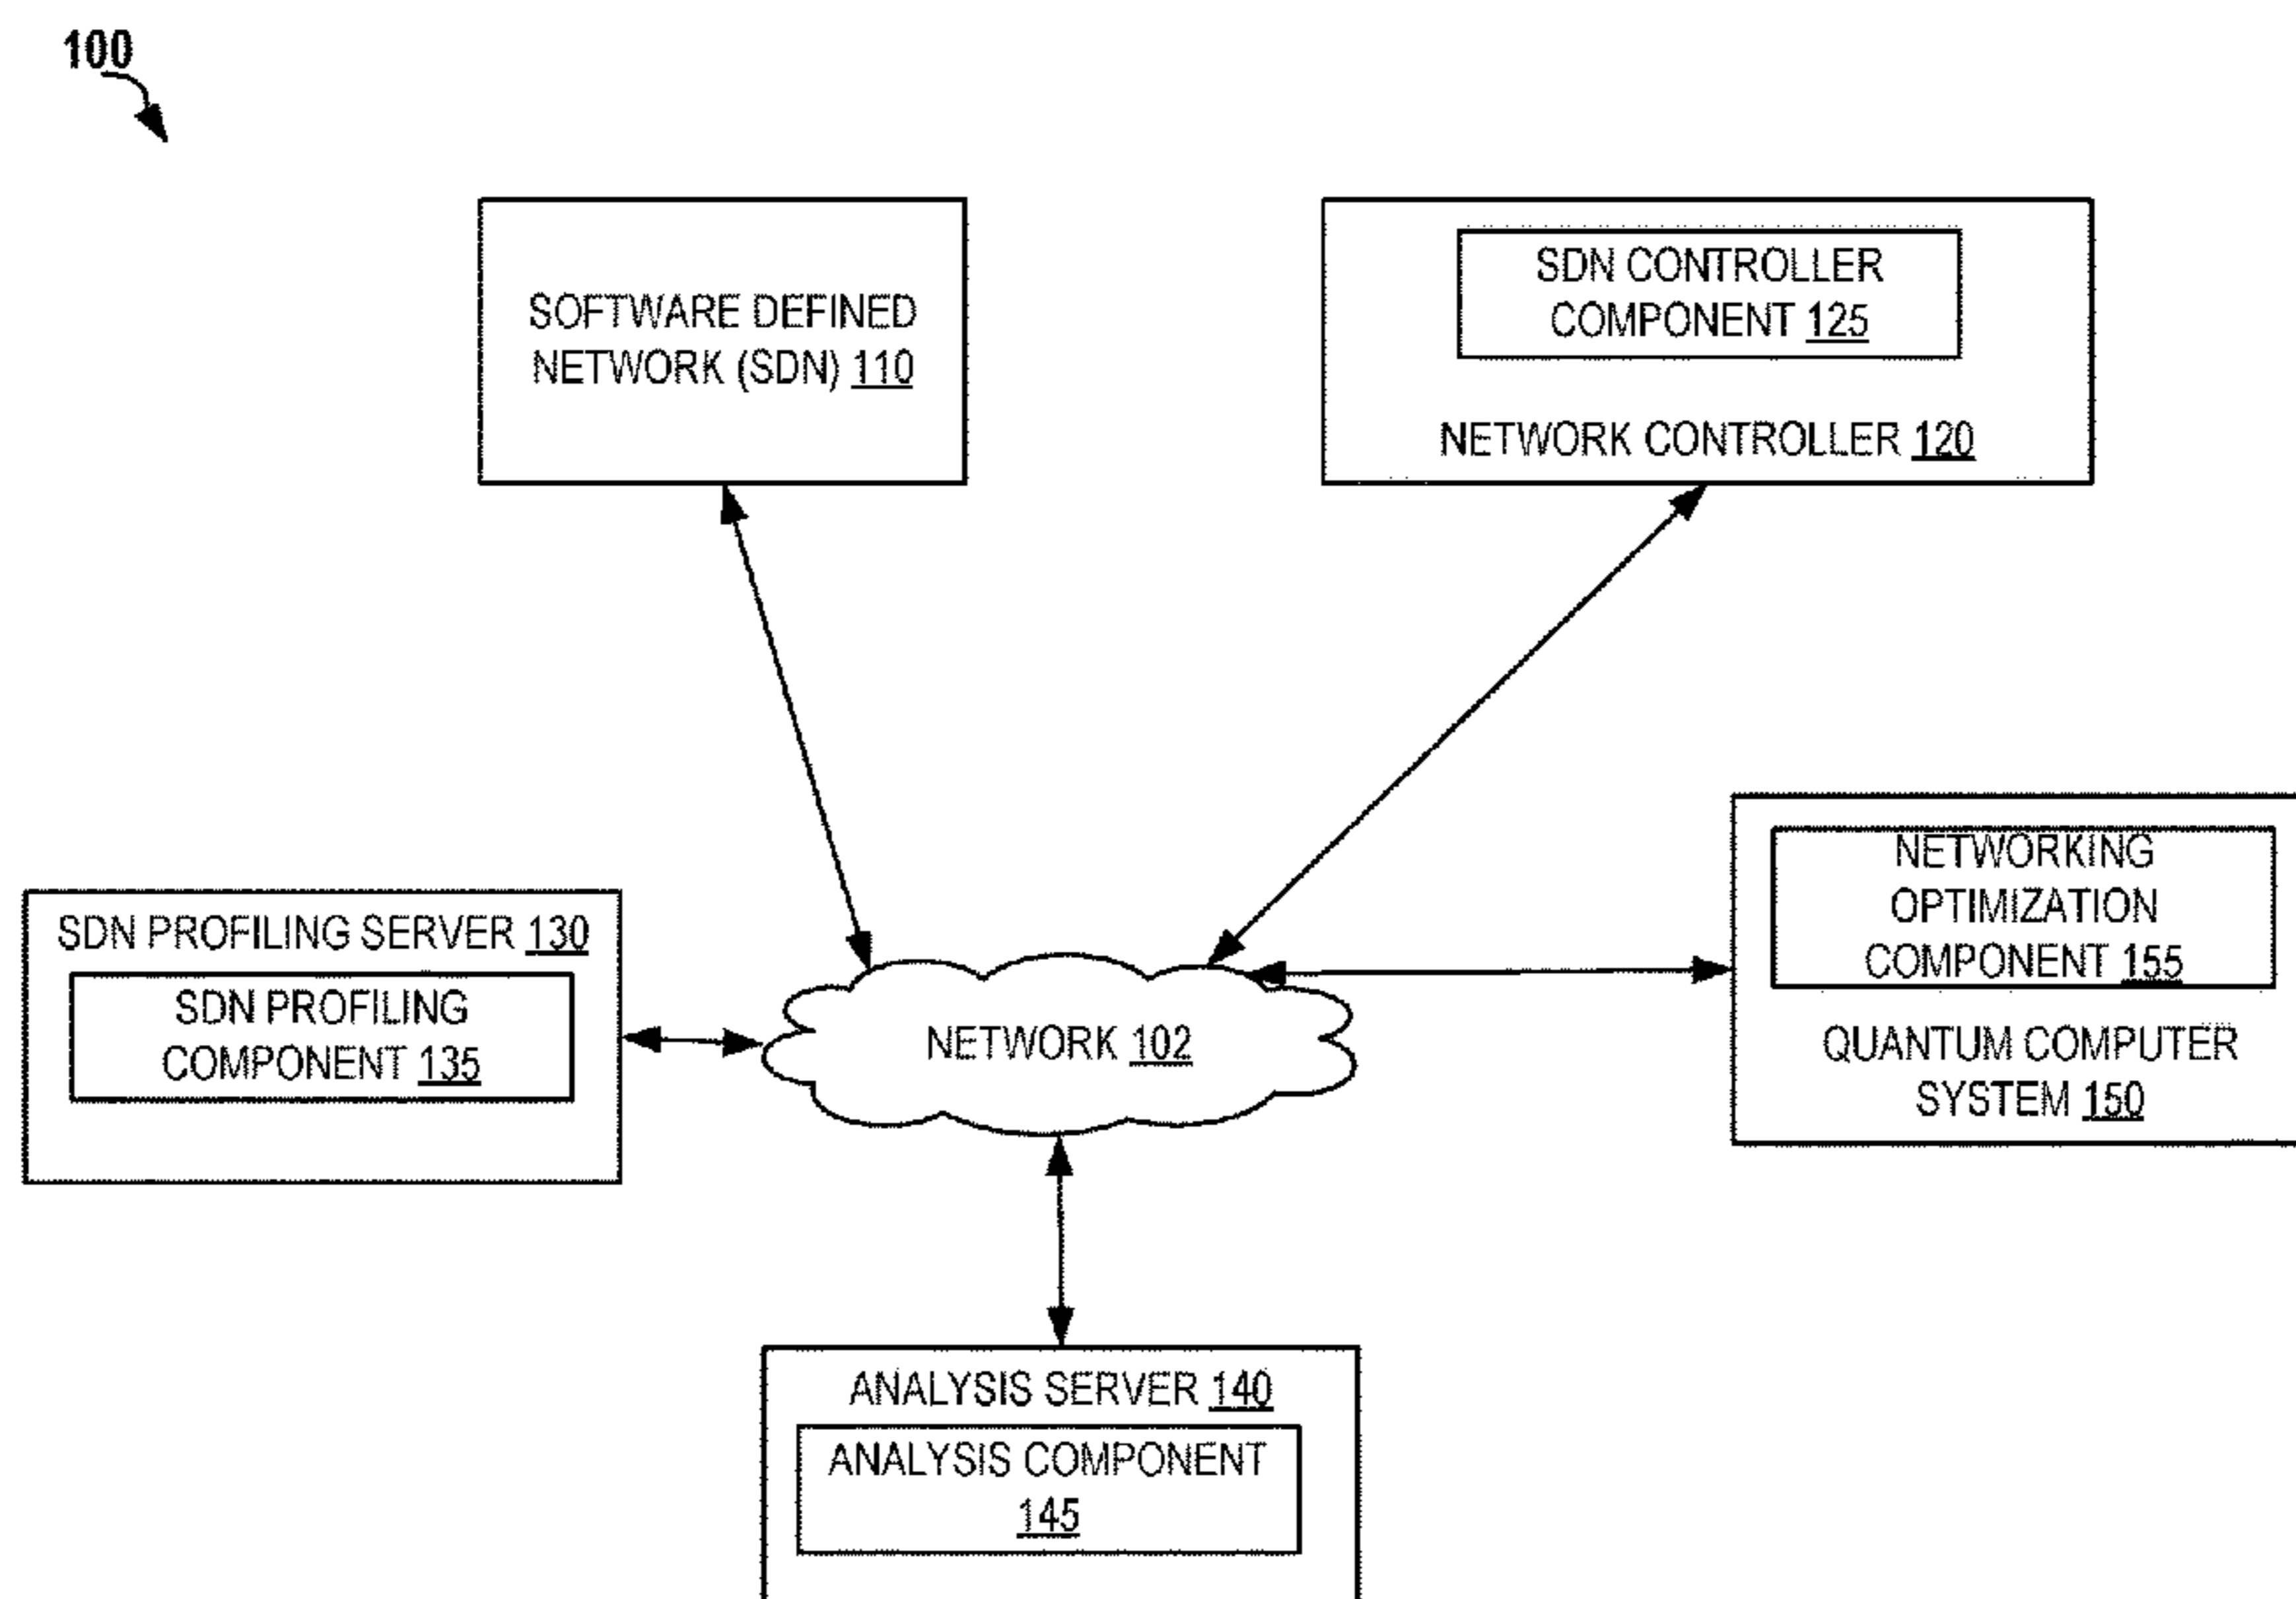 100
SOFTWARE DEFINED
NETWORK (SDN) 110
SDN CONTROLLER
COMPONENT 125
NETWORK CONTROLLER 120
NETWORKING
OPTIMIZATION
COMPONENT 155
QUANTUM COMPUTER
SYSTEM 150
SDN PROFILING SERVER 130
SDN PROFILING
COMPONENT 135
NETWORK 102
ANALYSIS SERVER 140
ANALYSIS COMPONENT
145